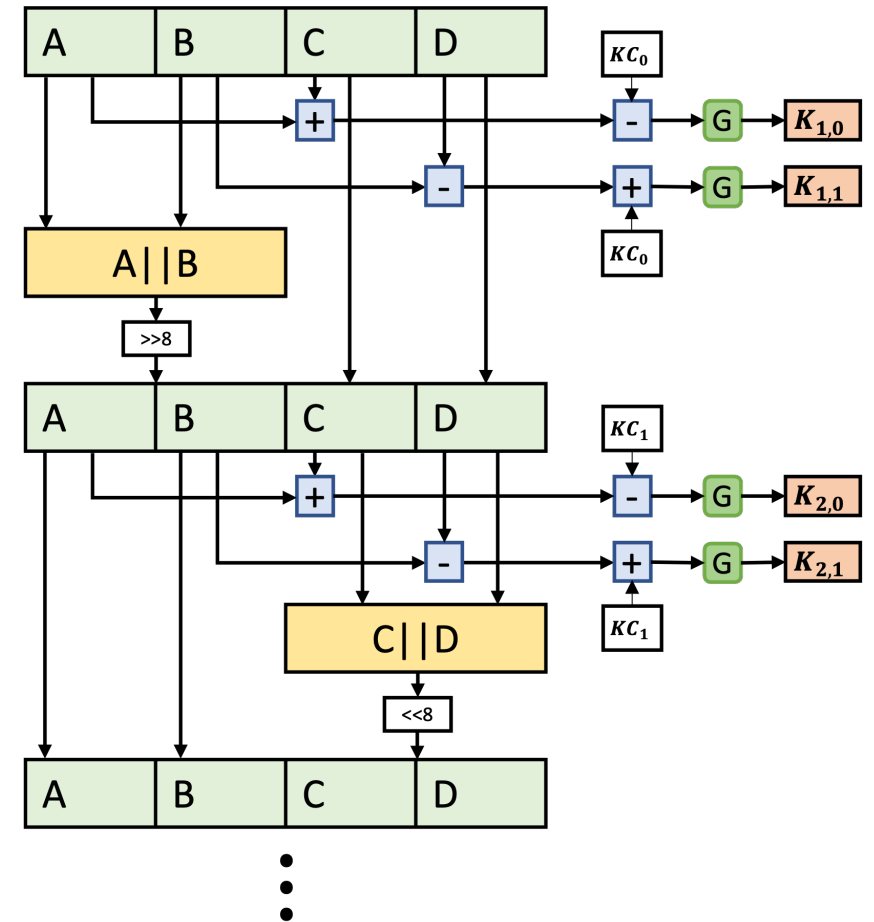 A B C D
KC₀
+ - G K₁,₀
- + G K₁,₁
KC₀
A||B
>>8
A B C D
KC₁
+ - G K₂,₀
- + G K₂,₁
KC₁
C||D
<<8
A B C D